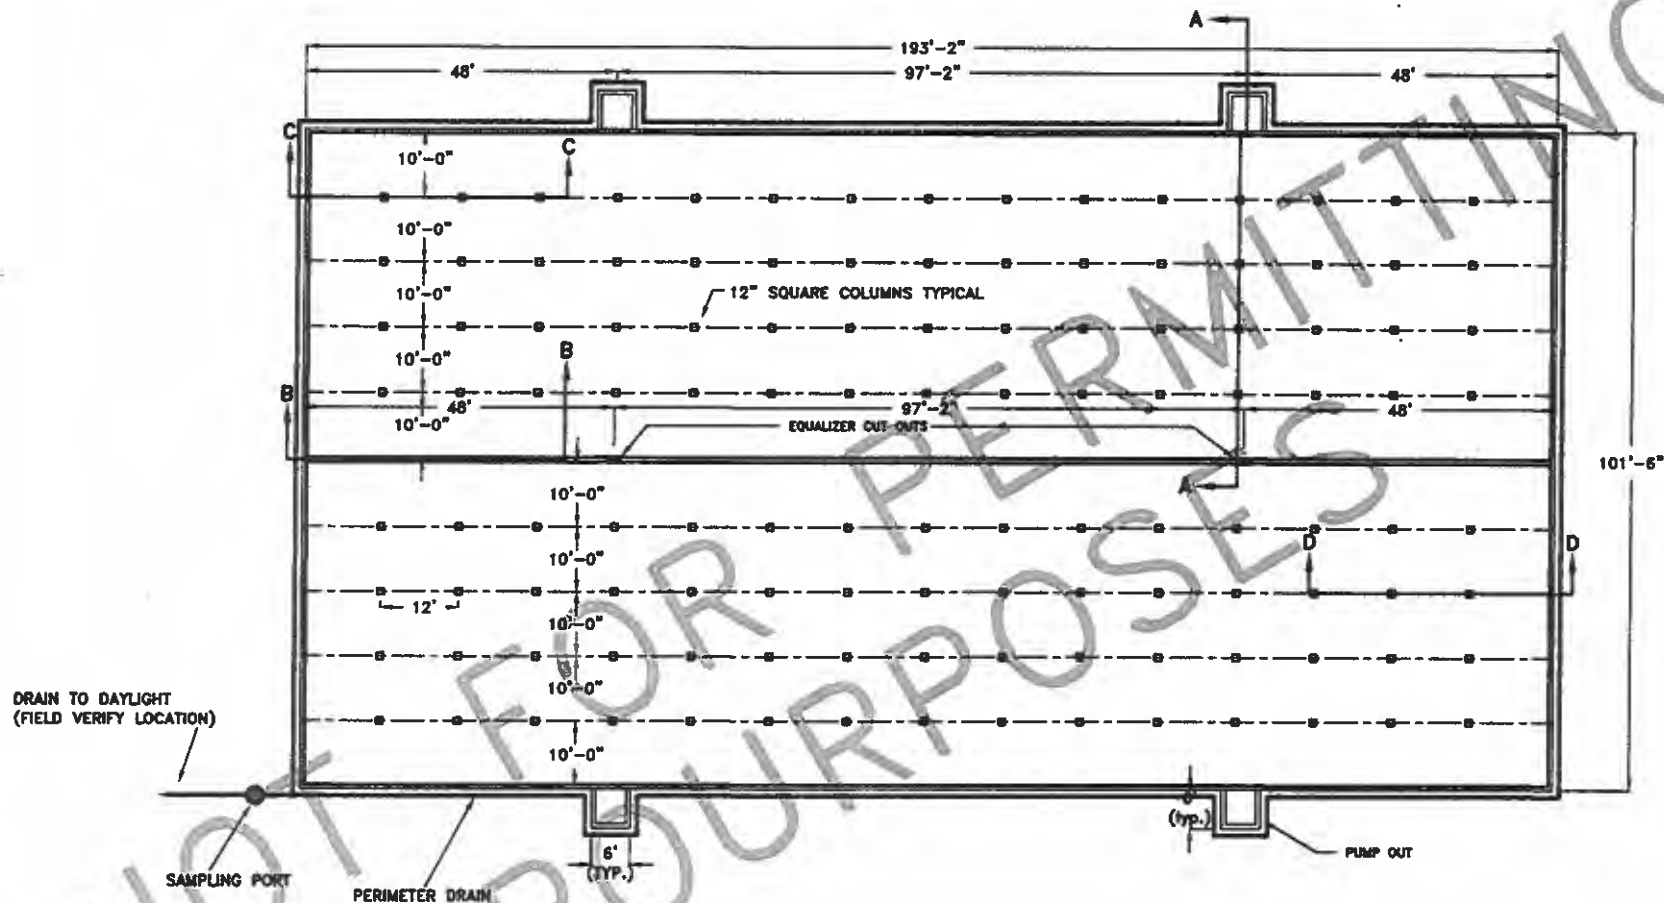 A
193'-2"
48'
97'-2"
48'
C
C
10'-0"
10'-0"
10'-0"
12" SQUARE COLUMNS TYPICAL
10'-0"
B
B
48'
97'-2"
48'
10'-0"
EQUALIZER CUT OUTS
101'-6"
A
10'-0"
10'-0"
D
D
12'
10'-0"
10'-0"
10'-0"
DRAIN TO DAYLIGHT
(FIELD VERIFY LOCATION)
(typ.)
6'
(TYP.)
PUMP OUT
SAMPLING PORT
PERIMETER DRAIN
NOT FOR PERMITTING
PURPOSES